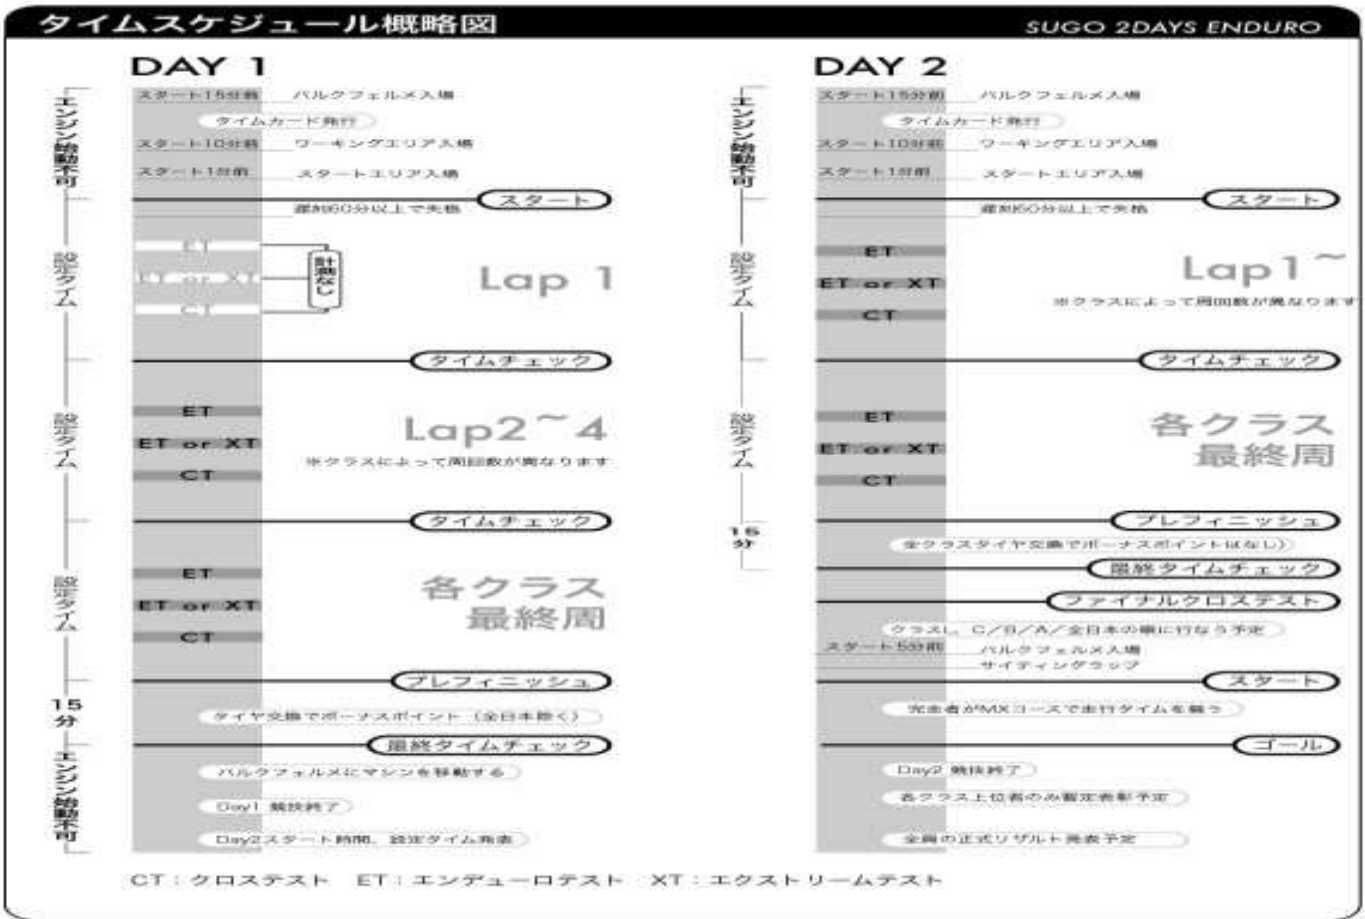 タイムスケジュール概略図
SUGO 2DAYS ENDURO
DAY 1
エンジン始動不可
スタート15分前 パルクフェルメ入場
タイムカード発行
スタート10分前 ワーキングエリア入場
スタート1分前 スタートエリア入場
スタート
遅刻60分以上で失格
設定タイム
ET
ET or XT
CT
計測なし
Lap 1
タイムチェック
設定タイム
ET
ET or XT
CT
Lap2~4
※クラスによって周回数が異なります
タイムチェック
設定タイム
ET
ET or XT
CT
各クラス
最終周
プレフィニッシュ
15分
タイヤ交換でボーナスポイント(全日本除く)
最終タイムチェック
エンジン始動不可
パルクフェルメにマシンを移動する
Day1 競技終了
Day2スタート時間、設定タイム発表
DAY 2
エンジン始動不可
スタート15分前 パルクフェルメ入場
タイムカード発行
スタート10分前 ワーキングエリア入場
スタート1分前 スタートエリア入場
スタート
遅刻60分以上で失格
設定タイム
ET
ET or XT
CT
Lap1~
※クラスによって周回数が異なります
タイムチェック
設定タイム
ET
ET or XT
CT
各クラス
最終周
プレフィニッシュ
15分
全クラスタイヤ交換でボーナスポイントはなし)
最終タイムチェック
ファイナルクロステスト
C/B/A/全日本の順に行なう予定
スタート5分前 パルクフェルメ入場
サイティングラップ
スタート
完走者がMXコースで走行タイムを競う
ゴール
Day2 競技終了
各クラス上位者のみ暫定表彰予定
全員の正式リザルト発表予定
CT:クロステスト ET:エンデューロテスト XT:エクストリームテスト